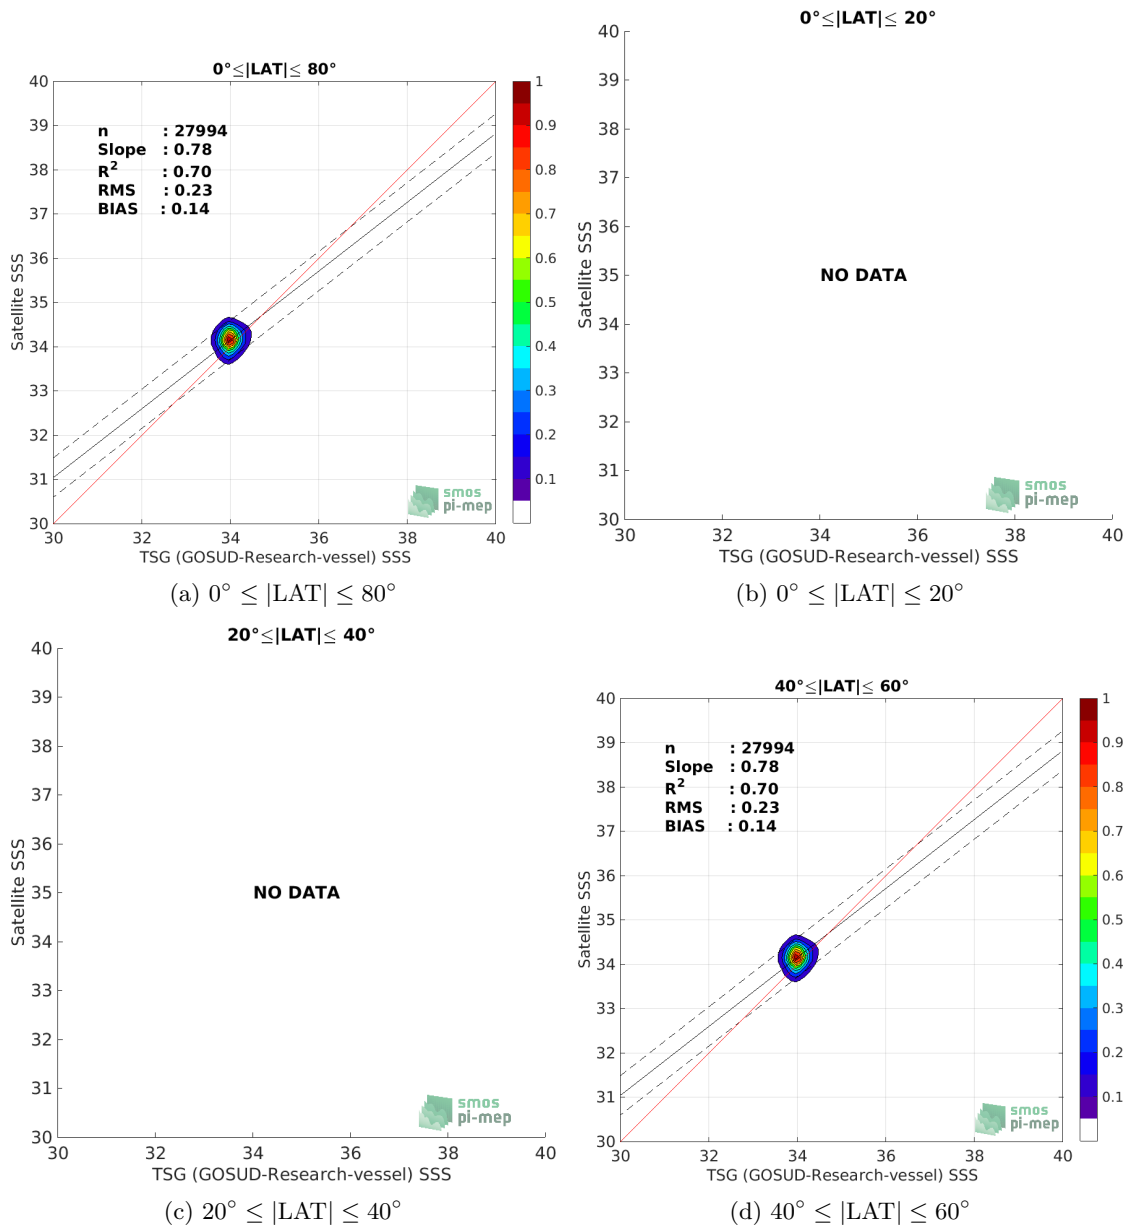 0°≤|LAT|≤ 80°
40
39
38
37
36
35
34
33
32
31
30
Satellite SSS
n : 27994
Slope : 0.78
R² : 0.70
RMS : 0.23
BIAS : 0.14
smos
pi-mep
30 32 34 36 38 40
TSG (GOSUD-Research-vessel) SSS
1
0.9
0.8
0.7
0.6
0.5
0.4
0.3
0.2
0.1
(a) 0° ≤ |LAT| ≤ 80°
0°≤|LAT|≤ 20°
40
39
38
37
36
35
34
33
32
31
30
Satellite SSS
NO DATA
smos
pi-mep
30 32 34 36 38 40
TSG (GOSUD-Research-vessel) SSS
(b) 0° ≤ |LAT| ≤ 20°
20°≤|LAT|≤ 40°
40
39
38
37
36
35
34
33
32
31
30
Satellite SSS
NO DATA
smos
pi-mep
30 32 34 36 38 40
TSG (GOSUD-Research-vessel) SSS
(c) 20° ≤ |LAT| ≤ 40°
40°≤|LAT|≤ 60°
40
39
38
37
36
35
34
33
32
31
30
Satellite SSS
n : 27994
Slope : 0.78
R² : 0.70
RMS : 0.23
BIAS : 0.14
smos
pi-mep
30 32 34 36 38 40
TSG (GOSUD-Research-vessel) SSS
1
0.9
0.8
0.7
0.6
0.5
0.4
0.3
0.2
0.1
(d) 40° ≤ |LAT| ≤ 60°